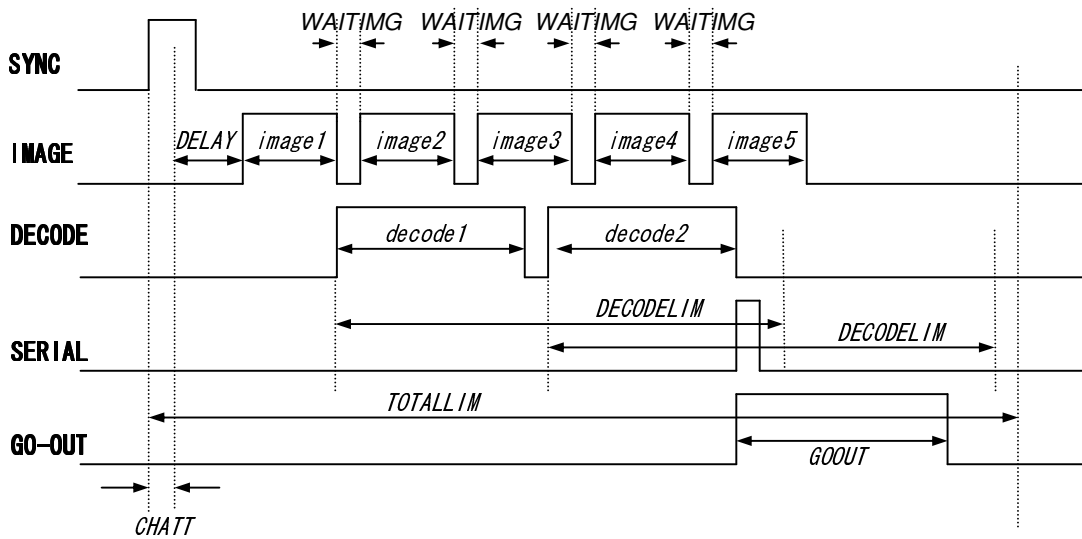 WAITIMG WAITIMG WAITIMG WAITIMG
SYNC
DELAY image1 image2 image3 image4 image5
IMAGE
DECODE
decode1 decode2
DECODELIM
DECODELIM
SERIAL
TOTALLIM
GO-OUT
GOOUT
CHATT